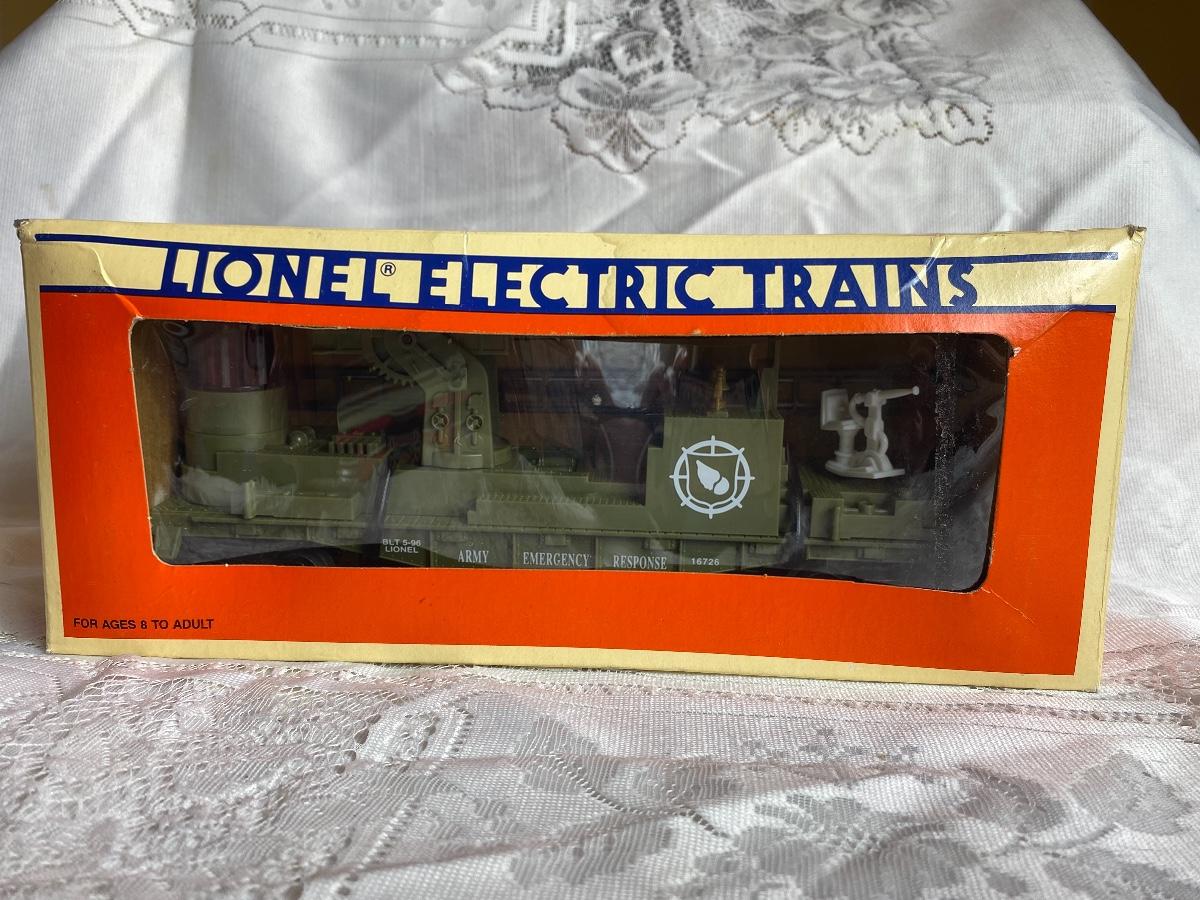 LIONEL® ELECTRIC TRAINS
BLT 5-96
LIONEL
ARMY EMERGENCY RESPONSE 16726
FOR AGES 8 TO ADULT